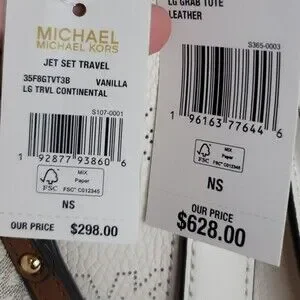 MICHAEL
MICHAEL KORS
JET SET TRAVEL
35F8GTVT3B VANILLA
LG TRVL CONTINENTAL
S107-0001
1 92877 93860 6
FSC
MIX
Paper
FSC® C012345
NS
OUR PRICE $298.00
LG GRAB TOTE
LEATHER
S365-0003
1 96163 77644 6
FSC
MIX
Paper
FSC® C012345
NS
OUR PRICE
$628.00